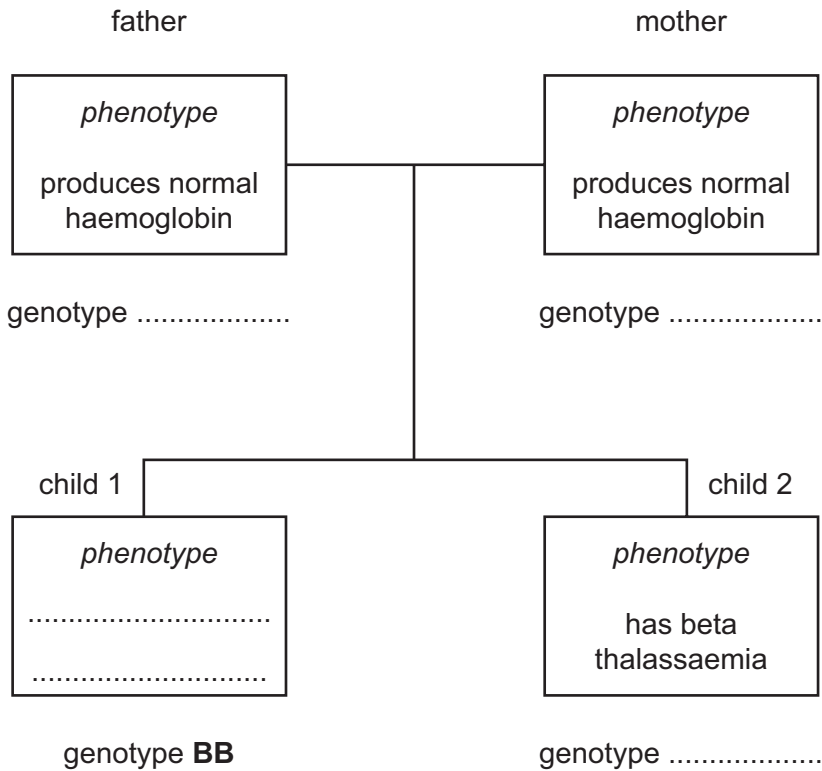 father
mother
phenotype
produces normal
haemoglobin
phenotype
produces normal
haemoglobin
genotype ...................
genotype ...................
child 1
child 2
phenotype
..............................
.............................
phenotype
has beta
thalassaemia
genotype BB
genotype ...................